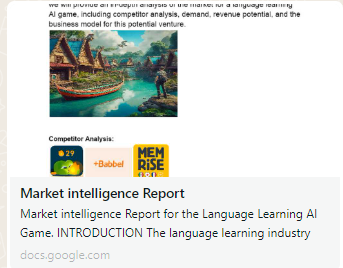 we will provide an in-depth analysis of the market for a language learning
AI game, including competitor analysis, demand, revenue potential, and the
business model for this potential venture.
Competitor Analysis:
29
+Babbel
MEM
RiSE
Market intelligence Report
Market intelligence Report for the Language Learning AI
Game. INTRODUCTION The language learning industry
docs.google.com